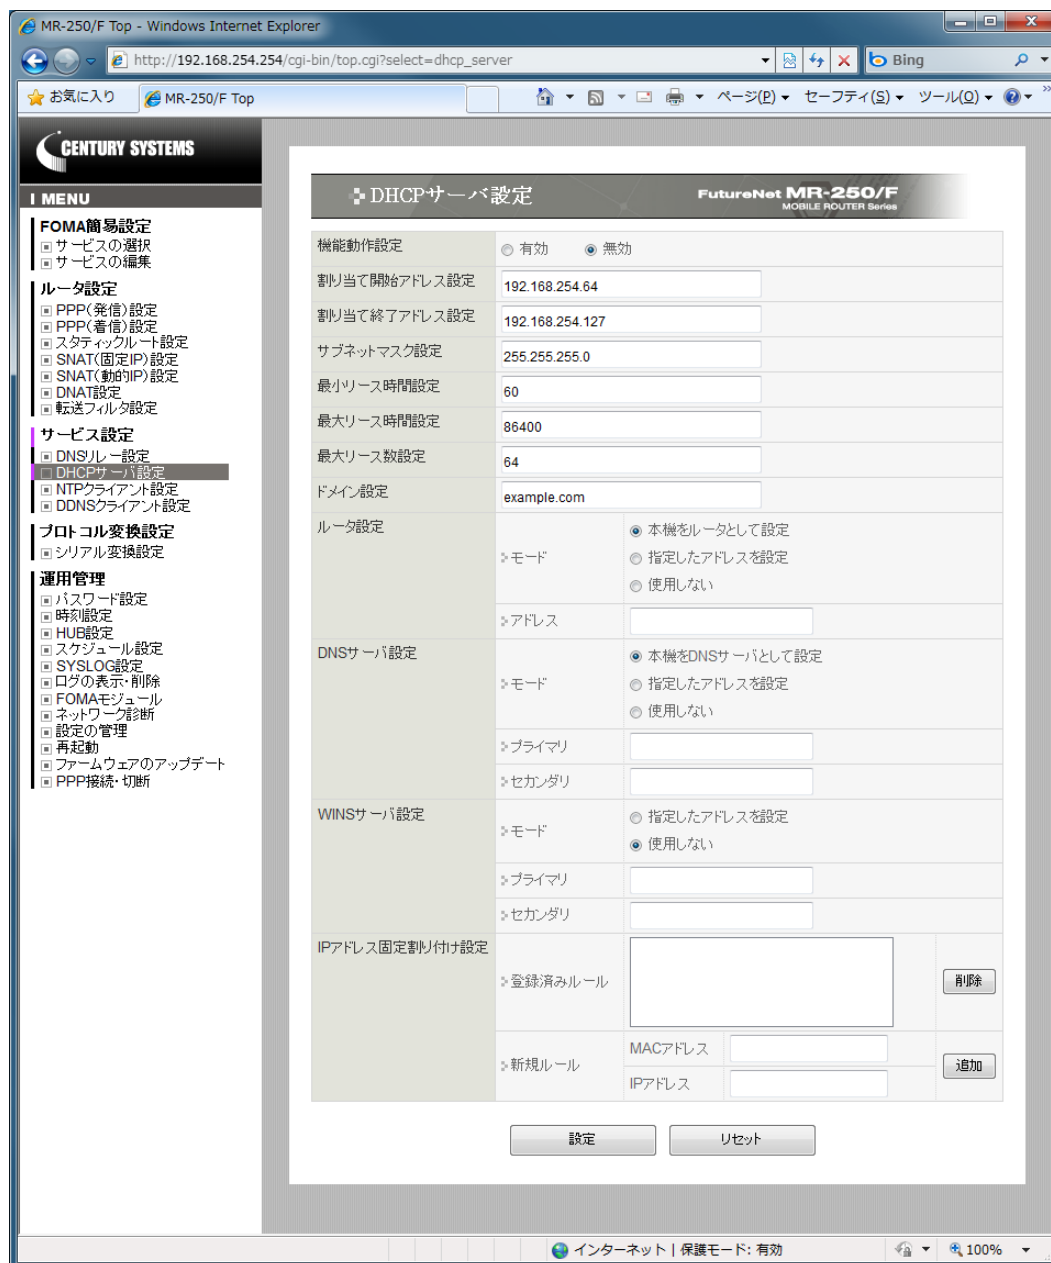 MR-250/F Top - Windows Internet Explorer
http://192.168.254.254/cgi-bin/top.cgi?select=dhcp_server
Bing
お気に入り
MR-250/F Top
ページ(P)
セーフティ(S)
ツール(O)
CENTURY SYSTEMS
MENU
FOMA簡易設定
サービスの選択
サービスの編集
ルータ設定
PPP(発信)設定
PPP(着信)設定
スタティックルート設定
SNAT(固定IP)設定
SNAT(動的IP)設定
DNAT設定
転送フィルタ設定
サービス設定
DNSリレー設定
DHCPサーバ設定
NTPクライアント設定
DDNSクライアント設定
プロトコル変換設定
シリアル変換設定
運用管理
パスワード設定
時刻設定
HUB設定
スケジュール設定
SYSLOG設定
ログの表示・削除
FOMAモジュール
ネットワーク診断
設定の管理
再起動
ファームウェアのアップデート
PPP接続・切断
DHCPサーバ設定
FutureNet MR-250/F
MOBILE ROUTER Series
機能動作設定 有効 無効
割り当て開始アドレス設定 192.168.254.64
割り当て終了アドレス設定 192.168.254.127
サブネットマスク設定 255.255.255.0
最小リース時間設定 60
最大リース時間設定 86400
最大リース数設定 64
ドメイン設定 example.com
ルータ設定
モード
本機をルータとして設定
指定したアドレスを設定
使用しない
アドレス
DNSサーバ設定
モード
本機をDNSサーバとして設定
指定したアドレスを設定
使用しない
プライマリ
セカンダリ
WINSサーバ設定
モード
指定したアドレスを設定
使用しない
プライマリ
セカンダリ
IPアドレス固定割り付け設定
登録済みルール
削除
新規ルール
MACアドレス
IPアドレス
追加
設定 リセット
インターネット | 保護モード: 有効
100%